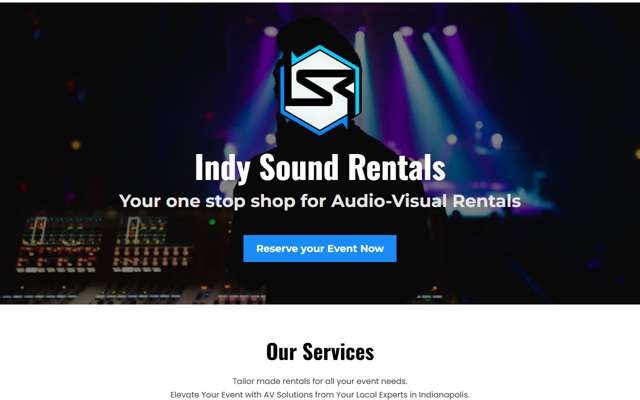 Indy Sound Rentals
Your one stop shop for Audio-Visual Rentals
Reserve your Event Now
Our Services
Tailor made rentals for all your event needs.
Elevate Your Event with AV Solutions from Your Local Experts in Indianapolis.